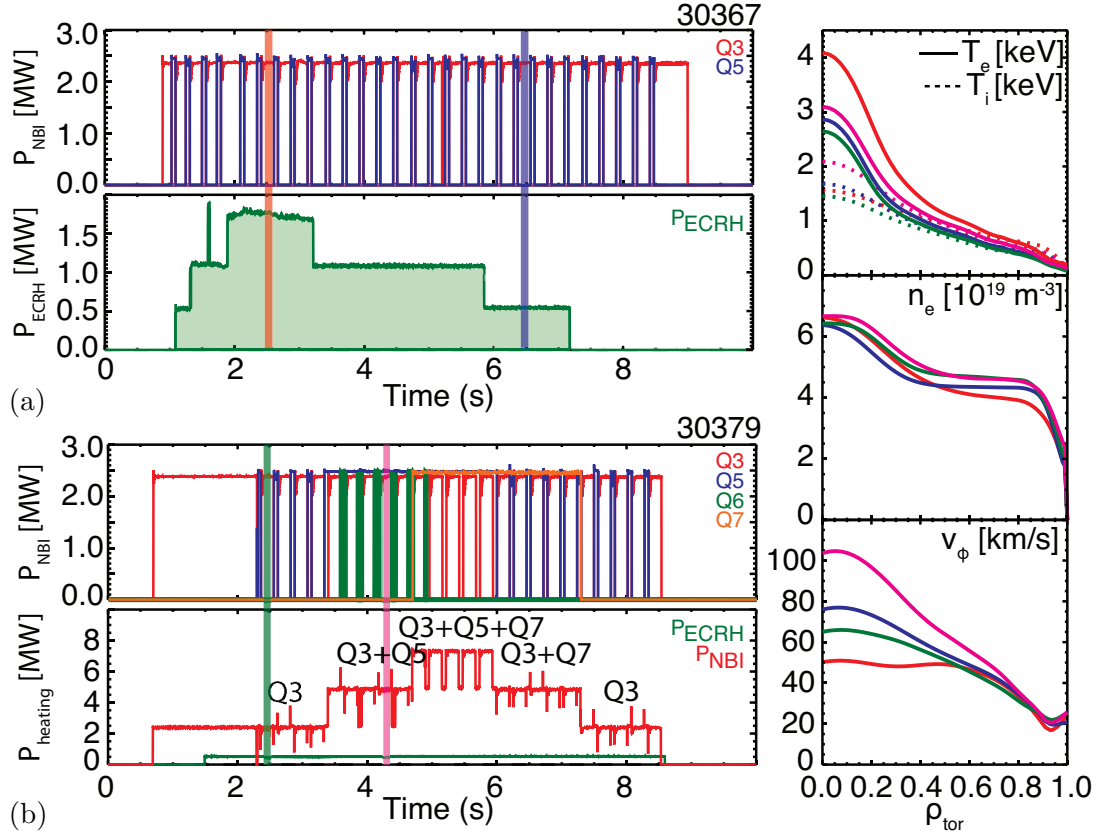 30367
3.0
2.0
1.0
0.0
P_NBI [MW]
Q3
Q5
1.5
1.0
0.5
0.0
P_ECRH [MW]
P_ECRH
0
2
4
6
8
Time (s)
(a)
30379
3.0
2.0
1.0
0.0
P_NBI [MW]
Q3
Q5
Q6
Q7
8
6
4
2
0
P_heating [MW]
P_ECRH
P_NBI
Q3
Q3+Q5
Q3+Q5+Q7
Q3+Q7
Q3
0
2
4
6
8
Time (s)
(b)
4
3
2
1
0
T_e [keV]
T_i [keV]
6
4
2
0
n_e [10^19 m^-3]
100
80
60
40
20
0
v_ϕ [km/s]
0.0 0.2 0.4 0.6 0.8 1.0
ρ_tor